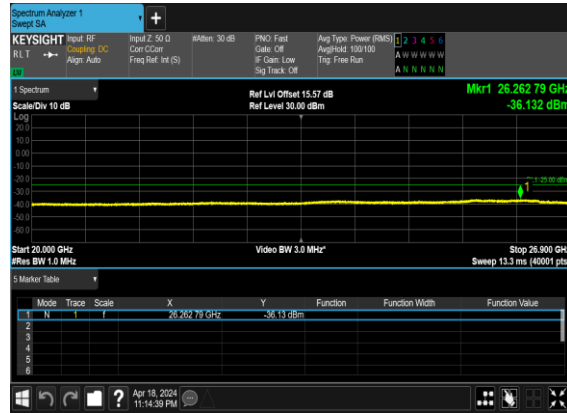 Spectrum Analyzer 1
Swept SA
KEYSIGHT Input: RF Input Z: 50 Ω #Atten: 30 dB PNO: Fast Avg Type: Power (RMS) 1 2 3 4 5 6
RLT Coupling: DC Corr CCorr Gate: Off Avg|Hold: 100/100 A W W W W W
Align: Auto Freq Ref: Int (S) IF Gain: Low Trig: Free Run
Sig Track: Off A N N N N N
1 Spectrum Ref Lvl Offset 15.57 dB Mkr1 26.262 79 GHz
Scale/Div 10 dB Ref Level 30.00 dBm -36.132 dBm
Log
20.0
10.0
0.00
-10.0
-20.0
-25.00 dBm
1
-30.0
-40.0
-50.0
-60.0
Start 20.000 GHz Video BW 3.0 MHz* Stop 26.900 GHz
#Res BW 1.0 MHz Sweep 13.3 ms (40001 pts)
5 Marker Table
Mode Trace Scale X Y Function Function Width Function Value
1 N 1 f 26.262 79 GHz -36.13 dBm
2
3
4
5
6
? Apr 18, 2024
11:14:39 PM